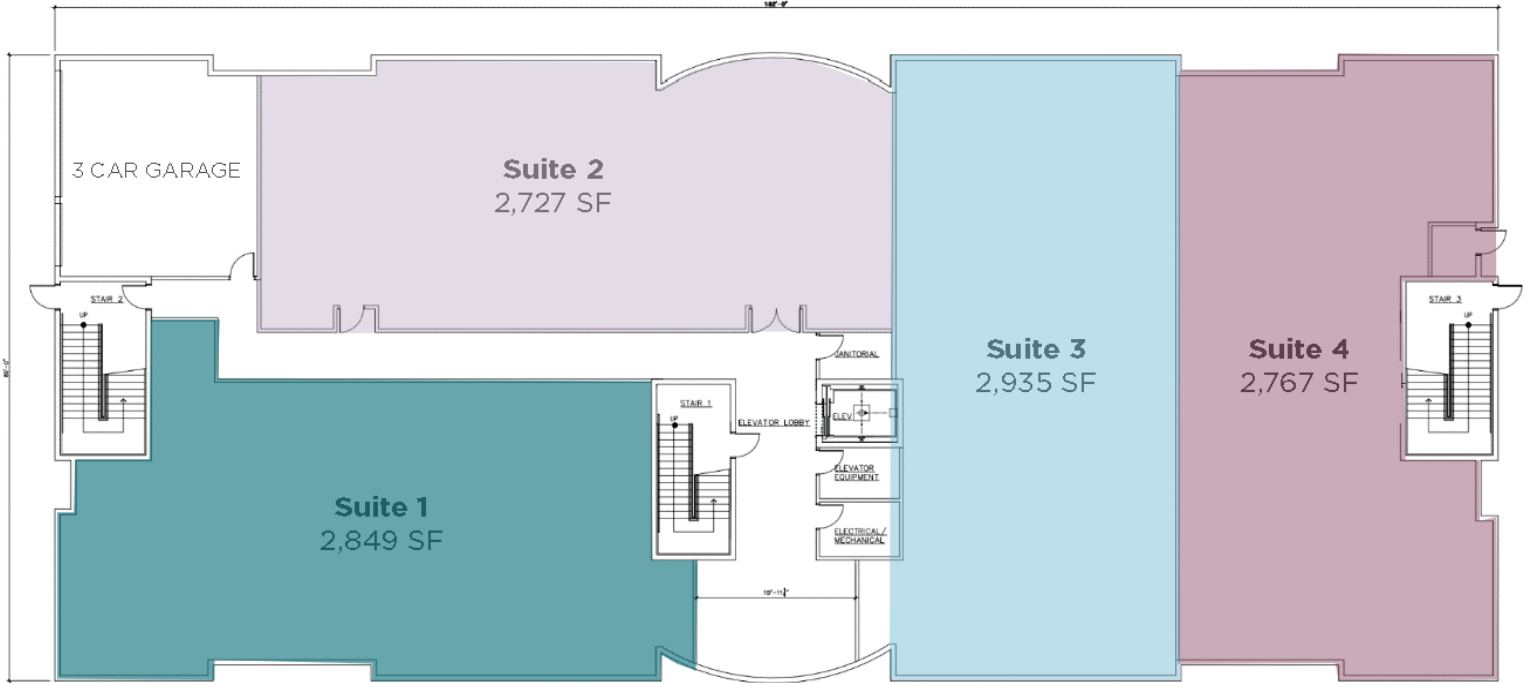 182'-0"
3 CAR GARAGE
Suite 2
2,727 SF
STAIR 2
UP
STAIR 3
UP
JANITORIAL
Suite 3
2,935 SF
Suite 4
2,767 SF
STAIR 1
UP
ELEVATOR LOBBY
ELEV
ELEVATOR
EQUIPMENT
Suite 1
2,849 SF
ELECTRICAL/
MECHANICAL